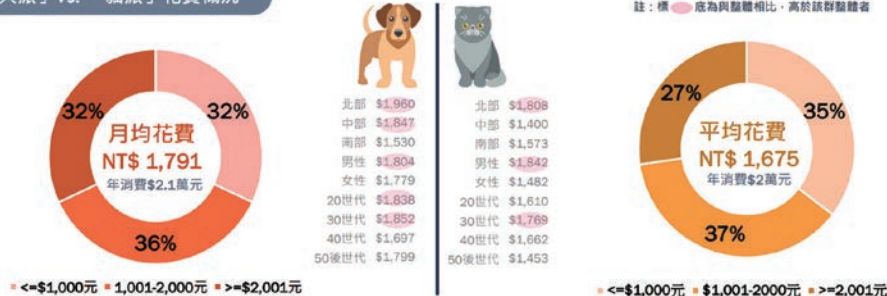 註：標 底為與整體相比，高於該群整體者
32%
32%
36%
月均花費
NT$ 1,791
年消費$2.1萬元
<=$1,000元 1,001-2,000元 >=$2,001元
北部 $1,960
中部 $1,847
南部 $1,530
男性 $1,804
女性 $1,779
20世代 $1,838
30世代 $1,852
40世代 $1,697
50後世代 $1,799
北部 $1,808
中部 $1,400
南部 $1,573
男性 $1,842
女性 $1,482
20世代 $1,610
30世代 $1,769
40世代 $1,662
50後世代 $1,453
27%
35%
37%
平均花費
NT$ 1,675
年消費$2萬元
<=$1,000元 $1,001-2000元 >=2,001元